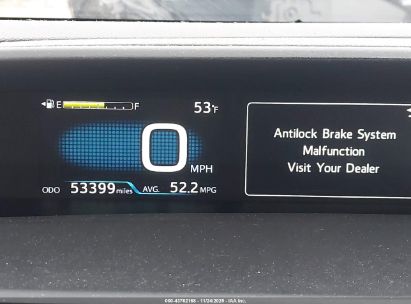 E F 53°F
0 MPH
ODO 53399 miles AVG. 52.2 MPG
Antilock Brake System
Malfunction
Visit Your Dealer